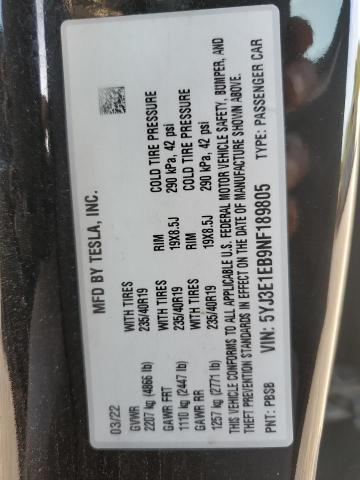 MFD BY TESLA, INC.
03/22
GVWR WITH TIRES RIM COLD TIRE PRESSURE
2207 kg (4866 lb) 235/40R19 19X8.5J 290 kPa, 42 psi
GAWR FRT WITH TIRES RIM COLD TIRE PRESSURE
1110 kg (2447 lb) 235/40R19 19X8.5J 290 kPa, 42 psi
GAWR RR
1257 kg (2771 lb)
THIS VEHICLE CONFORMS TO ALL APPLICABLE U.S. FEDERAL MOTOR VEHICLE SAFETY, BUMPER, AND
THEFT PREVENTION STANDARDS IN EFFECT ON THE DATE OF MANUFACTURE SHOWN ABOVE.
VIN: 5YJ3E1EB9NF189805
PNT: PBSB TYPE: PASSENGER CAR